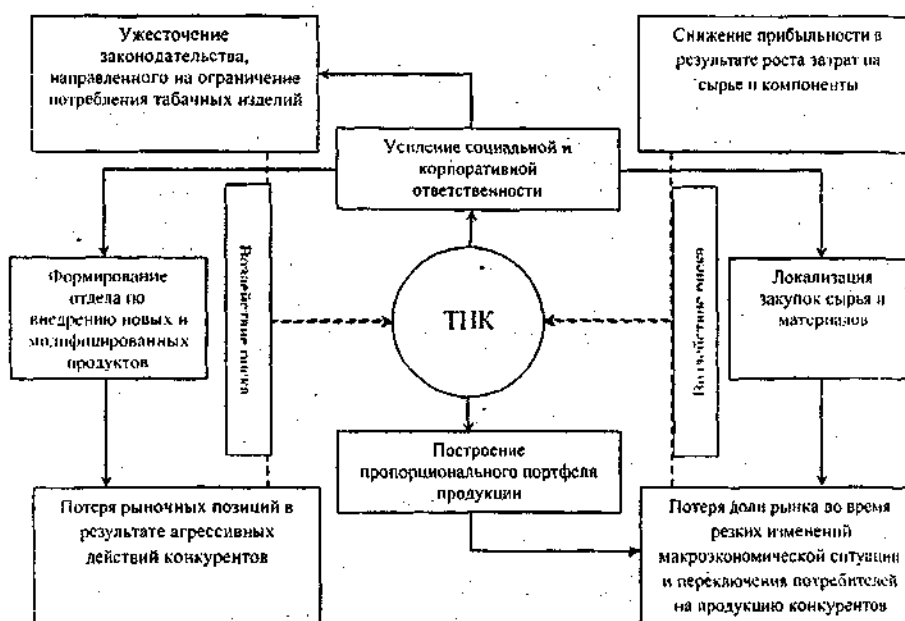 Ужесточение
законодательства,
направленного на ограничение
потребления табачных изделий
Снижение прибыльности в
результате роста затрат на
сырье и компоненты
Усиление социальной и
корпоративной
ответственности
Формирование
отдела по
внедрению новых и
модифицированных
продуктов
Воздействие риска
ТНК
Воздействие риска
Локализация
закупок сырья и
материалов
Построение
пропорционального портфеля
продукции
Потеря рыночных позиций в
результате агрессивных
действий конкурентов
Потеря доли рынка во время
резких изменений
макроэкономической ситуации
и переключения потребителей
на продукцию конкурентов